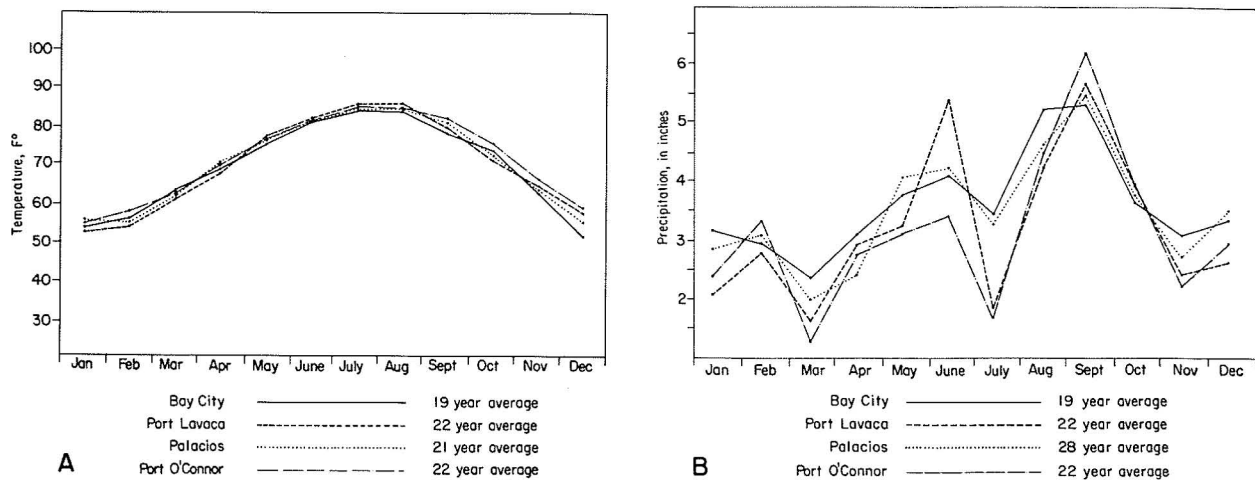 100
90
80
70
60
50
40
30
Temperature, F°
Jan Feb Mar Apr May June July Aug Sept Oct Nov Dec
Bay City 19 year average
Port Lavaca 22 year average
Palacios 21 year average
Port O'Connor 22 year average
A
6
5
4
3
2
Precipitation, in inches
Jan Feb Mar Apr May June July Aug Sept Oct Nov Dec
Bay City 19 year average
Port Lavaca 22 year average
Palacios 28 year average
Port O'Connor 22 year average
B